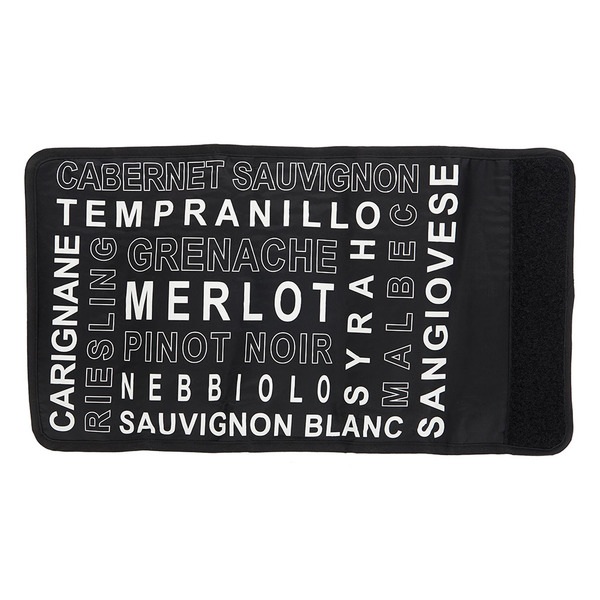 CABERNET SAUVIGNON
TEMPRANILLO
CARIGNANE
RIESLING
GRENACHE
MERLOT
PINOT NOIR
NEBBIOLO
SAUVIGNON BLANC
SYRAH
MALBEC
SANGIOVESE